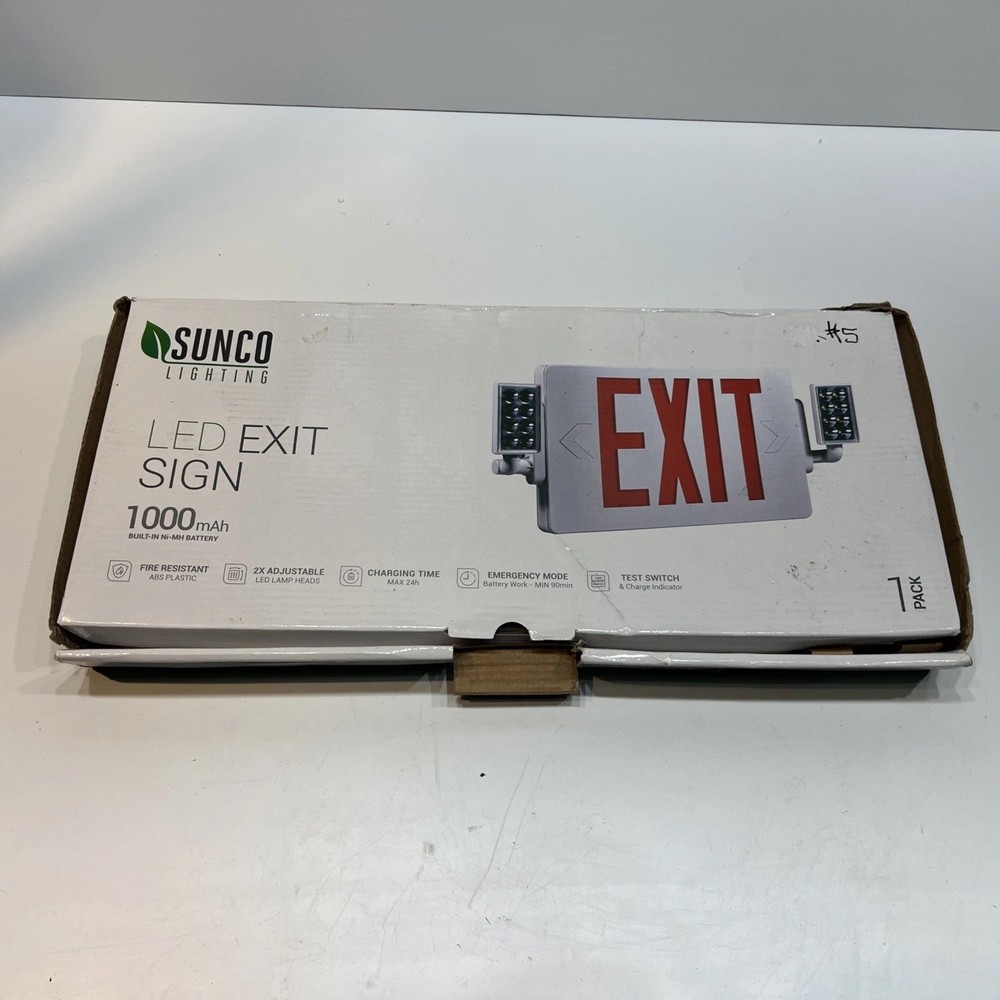 SUNCO
LIGHTING
#5
LED EXIT
SIGN
1000mAh
BUILT-IN Ni-MH BATTERY
EXIT
FIRE RESISTANT
ABS PLASTIC
2X ADJUSTABLE
LED LAMP HEADS
CHARGING TIME
MAX 24h
EMERGENCY MODE
Battery Work - MIN 90min
TEST SWITCH
& Charge Indicator
1
PACK